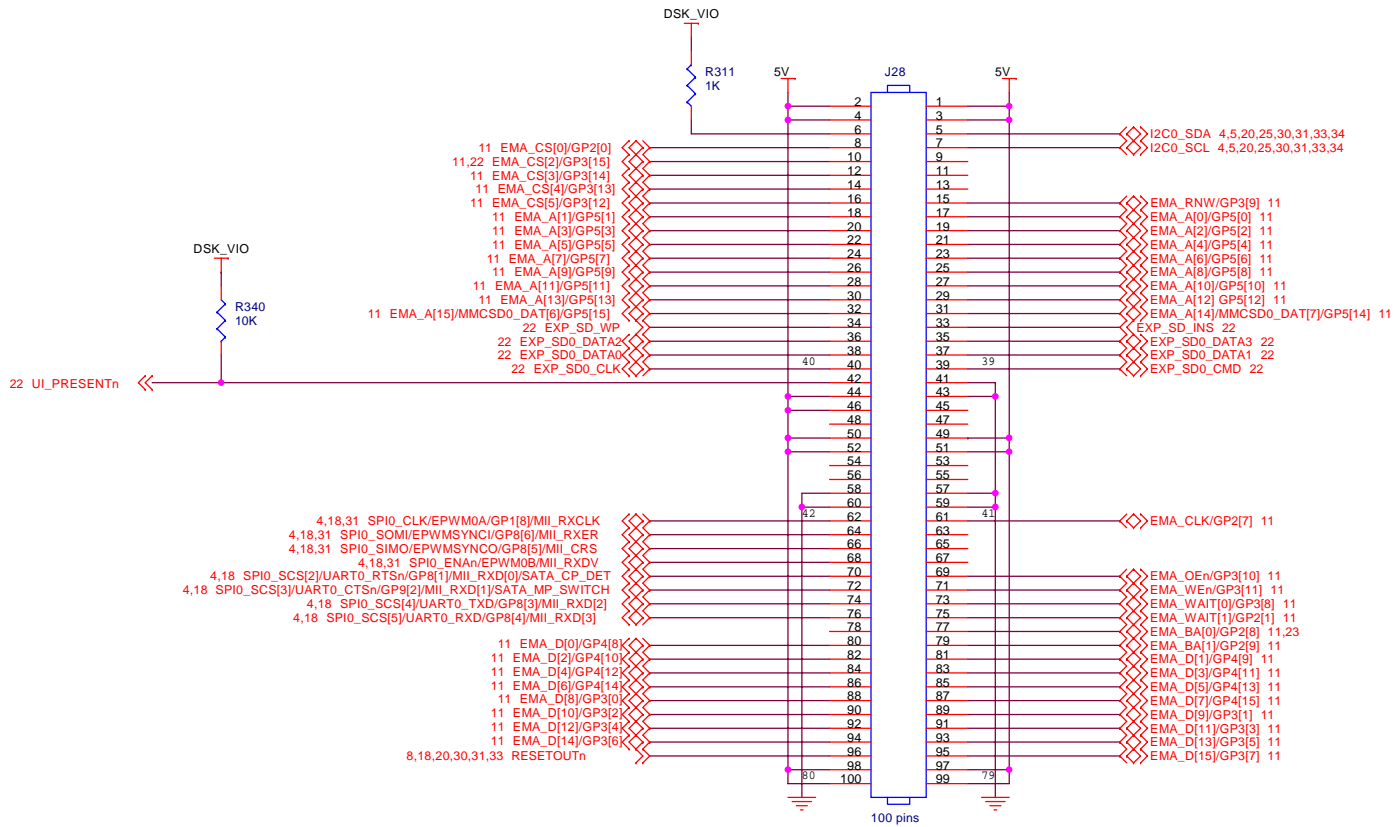 DSK_VIO
R311
1K
5V
J28
5V
2 1
4 3
6 5 I2C0_SDA 4,5,20,25,30,31,33,34
11 EMA_CS[0]/GP2[0] 8 7 I2C0_SCL 4,5,20,25,30,31,33,34
11,22 EMA_CS[2]/GP3[15] 10 9
11 EMA_CS[3]/GP3[14] 12 11
11 EMA_CS[4]/GP3[13] 14 13
11 EMA_CS[5]/GP3[12] 16 15 EMA_RNW/GP3[9] 11
11 EMA_A[1]/GP5[1] 18 17 EMA_A[0]/GP5[0] 11
11 EMA_A[3]/GP5[3] 20 19 EMA_A[2]/GP5[2] 11
11 EMA_A[5]/GP5[5] 22 21 EMA_A[4]/GP5[4] 11
DSK_VIO
11 EMA_A[7]/GP5[7] 24 23 EMA_A[6]/GP5[6] 11
11 EMA_A[9]/GP5[9] 26 25 EMA_A[8]/GP5[8] 11
11 EMA_A[11]/GP5[11] 28 27 EMA_A[10]/GP5[10] 11
11 EMA_A[13]/GP5[13] 30 29 EMA_A[12] GP5[12] 11
R340
10K
11 EMA_A[15]/MMCSD0_DAT[6]/GP5[15] 32 31 EMA_A[14]/MMCSD0_DAT[7]/GP5[14] 11
22 EXP_SD_WP 34 33 EXP_SD_INS 22
22 EXP_SD0_DATA2 36 35 EXP_SD0_DATA3 22
22 EXP_SD0_DATA0 38 37 EXP_SD0_DATA1 22
22 EXP_SD0_CLK 40 40 39 39 EXP_SD0_CMD 22
22 UI_PRESENTn 42 41
44 43
46 45
48 47
50 49
52 51
54 53
56 55
58 57
60 59
4,18,31 SPI0_CLK/EPWM0A/GP1[8]/MII_RXCLK 42 62 61 41 EMA_CLK/GP2[7] 11
4,18,31 SPI0_SOMI/EPWMSYNCI/GP8[6]/MII_RXER 64 63
4,18,31 SPI0_SIMO/EPWMSYNCO/GP8[5]/MII_CRS 66 65
4,18,31 SPI0_ENAn/EPWM0B/MII_RXDV 68 67
4,18 SPI0_SCS[2]/UART0_RTSn/GP8[1]/MII_RXD[0]/SATA_CP_DET 70 69 EMA_OEn/GP3[10] 11
4,18 SPI0_SCS[3]/UART0_CTSn/GP9[2]/MII_RXD[1]/SATA_MP_SWITCH 72 71 EMA_WEn/GP3[11] 11
4,18 SPI0_SCS[4]/UART0_TXD/GP8[3]/MII_RXD[2] 74 73 EMA_WAIT[0]/GP3[8] 11
4,18 SPI0_SCS[5]/UART0_RXD/GP8[4]/MII_RXD[3] 76 75 EMA_WAIT[1]/GP2[1] 11
78 77 EMA_BA[0]/GP2[8] 11,23
11 EMA_D[0]/GP4[8] 80 79 EMA_BA[1]/GP2[9] 11
11 EMA_D[2]/GP4[10] 82 81 EMA_D[1]/GP4[9] 11
11 EMA_D[4]/GP4[12] 84 83 EMA_D[3]/GP4[11] 11
11 EMA_D[6]/GP4[14] 86 85 EMA_D[5]/GP4[13] 11
11 EMA_D[8]/GP3[0] 88 87 EMA_D[7]/GP4[15] 11
11 EMA_D[10]/GP3[2] 90 89 EMA_D[9]/GP3[1] 11
11 EMA_D[12]/GP3[4] 92 91 EMA_D[11]/GP3[3] 11
11 EMA_D[14]/GP3[6] 94 93 EMA_D[13]/GP3[5] 11
8,18,20,30,31,33 RESETOUTn 96 95 EMA_D[15]/GP3[7] 11
98 97
80 100 99 79
100 pins